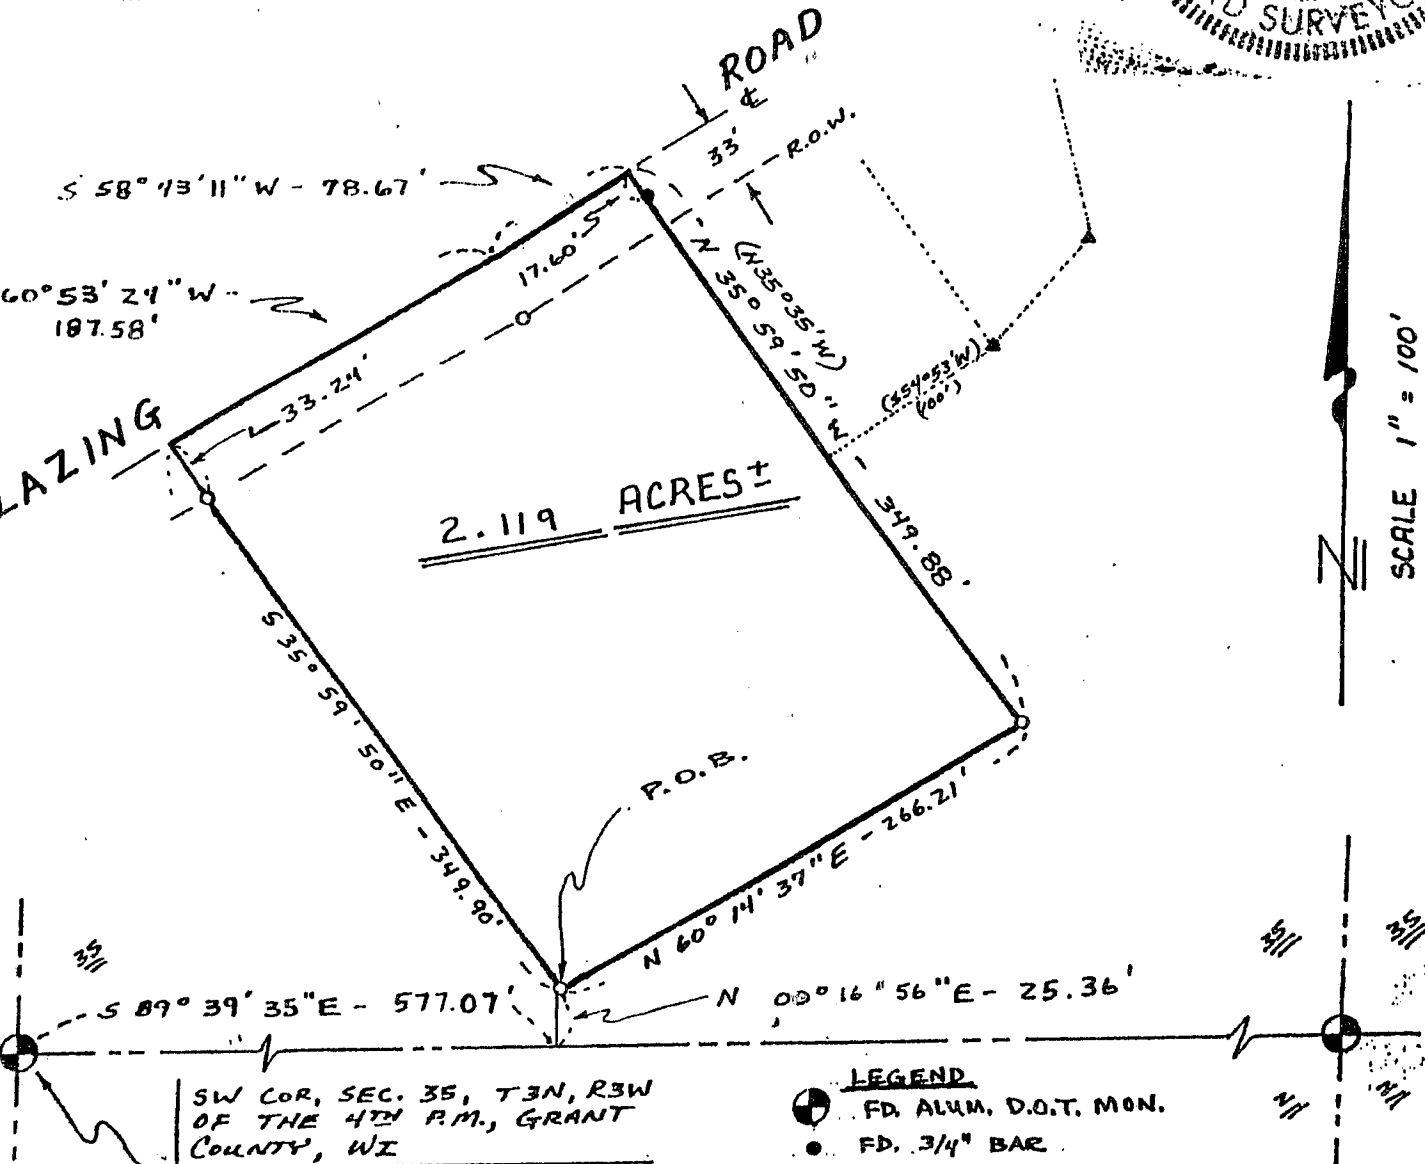 SURVEYO
ROAD
℄
33'
R.O.W.
S 58° 43' 11" W - 78.67'
60° 53' 24" W -
187.58'
17.60'
33.24'
LAZING
N 35° 59' 50" W - 349.88'
(N35°35'W)
(S54°53'W)
(100')
2.119 ACRES ±
S 35° 59' 50" E - 349.90'
P.O.B.
N 60° 14' 37" E - 266.21'
SCALE 1" = 100'
N
35
35
35
S 89° 39' 35" E - 577.07'
N 00° 16 " 56" E - 25.36'
SW COR, SEC. 35, T3N, R3W
OF THE 4TH P.M., GRANT
COUNTY, WI
LEGEND
FD. ALUM. D.O.T. MON.
FD. 3/4" BAR